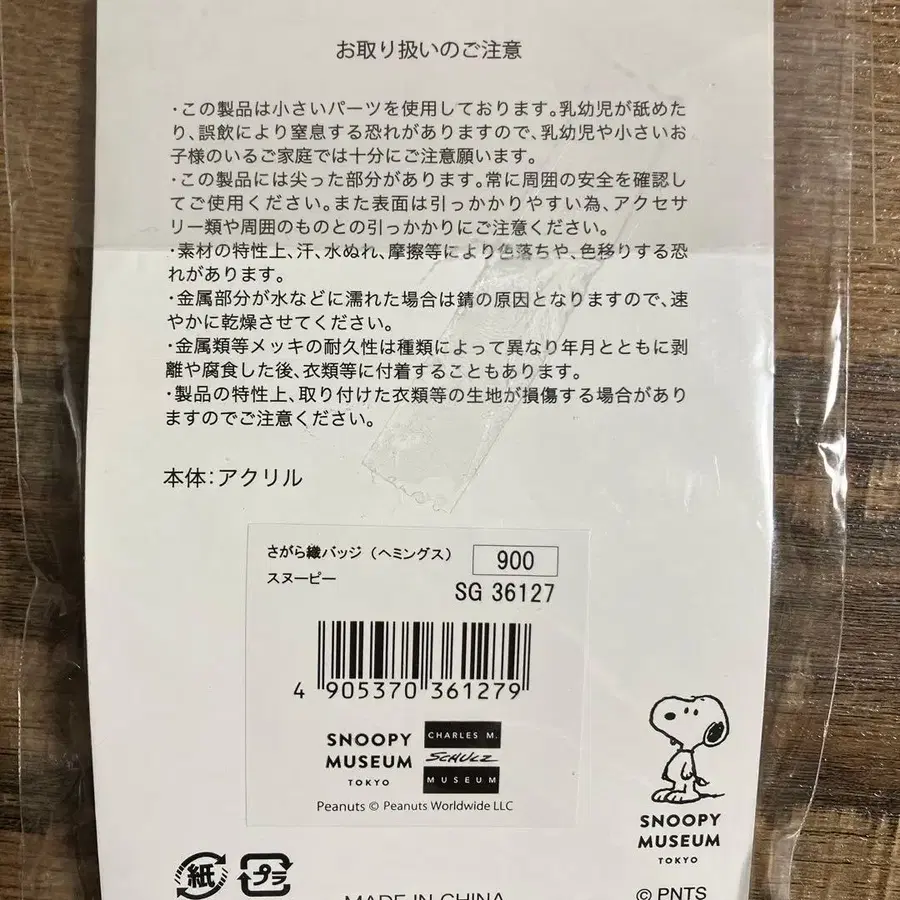 お取り扱いのご注意
・この製品は小さいパーツを使用しております。乳幼児が舐めた
り、誤飲により窒息する恐れがありますので、乳幼児や小さいお
子様のいるご家庭では十分にご注意願います。
・この製品には尖った部分があります。常に周囲の安全を確認し
てご使用ください。また表面は引っかかりやすい為、アクセサ
リー類や周囲のものとの引っかかりにご注意ください。
・素材の特性上、汗、水ぬれ、摩擦等により色落ちや、色移りする恐
れがあります。
・金属部分が水などに濡れた場合は錆の原因となりますので、速
やかに乾燥させてください。
・金属類等メッキの耐久性は種類によって異なり年月とともに剥
離や腐食した後、衣類等に付着することもあります。
・製品の特性上、取り付けた衣類等の生地が損傷する場合があり
ますのでご注意ください。
本体：アクリル
さがら織バッジ（ヘミングス） 900
スヌーピー
SG 36127
4 905370 361279
SNOOPY
MUSEUM
TOKYO
CHARLES M.
SCHULZ
MUSEUM
Peanuts © Peanuts Worldwide LLC
SNOOPY
MUSEUM
TOKYO
紙 プラ
MADE IN CHINA
© PNTS